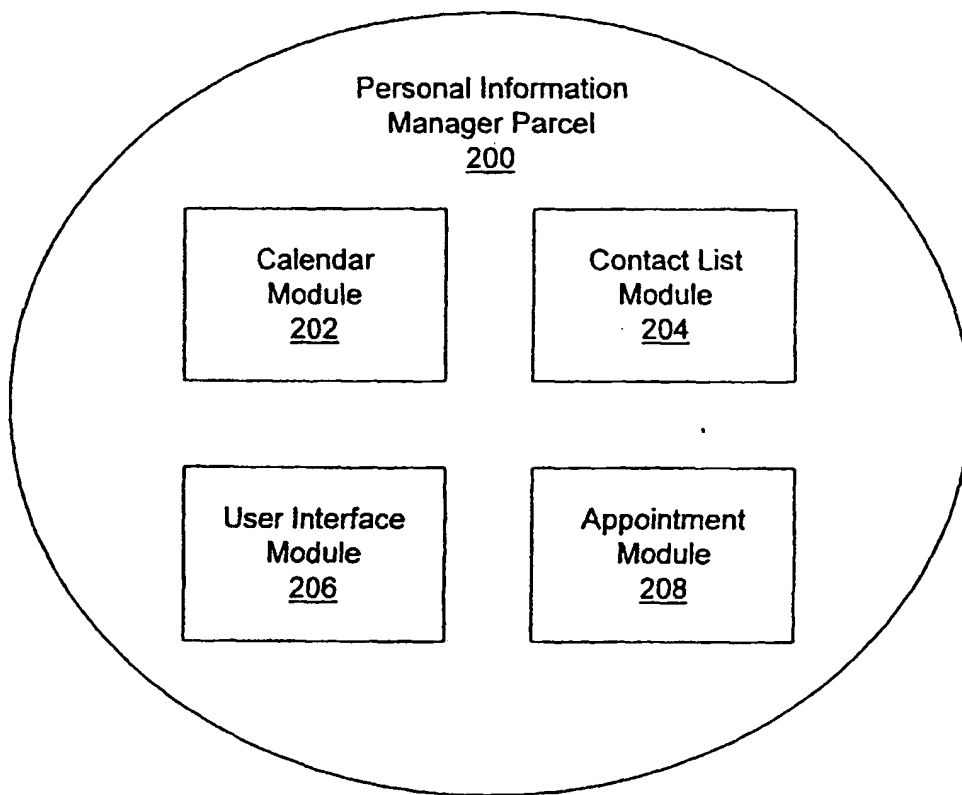 Personal Information
Manager Parcel
200
Calendar
Module
202
Contact List
Module
204
User Interface
Module
206
Appointment
Module
208